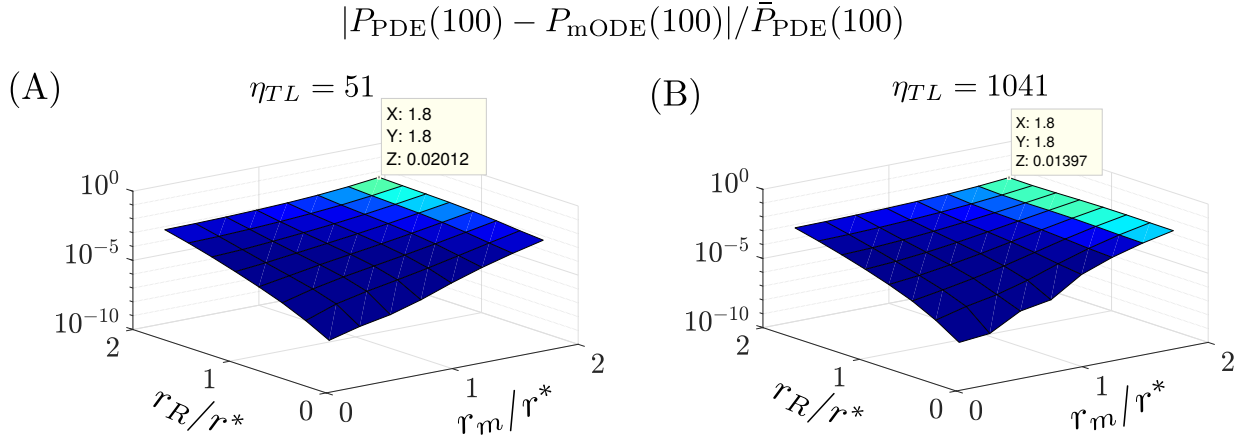 |P_PDE(100) − P_mODE(100)|/P̄_PDE(100)
(A)
η_TL = 51
X: 1.8
Y: 1.8
Z: 0.02012
10^0
10^−5
10^−10
2
1
0
0
1
2
r_R/r*
r_m/r*
(B)
η_TL = 1041
X: 1.8
Y: 1.8
Z: 0.01397
10^0
10^−5
10^−10
2
1
0
0
1
2
r_R/r*
r_m/r*